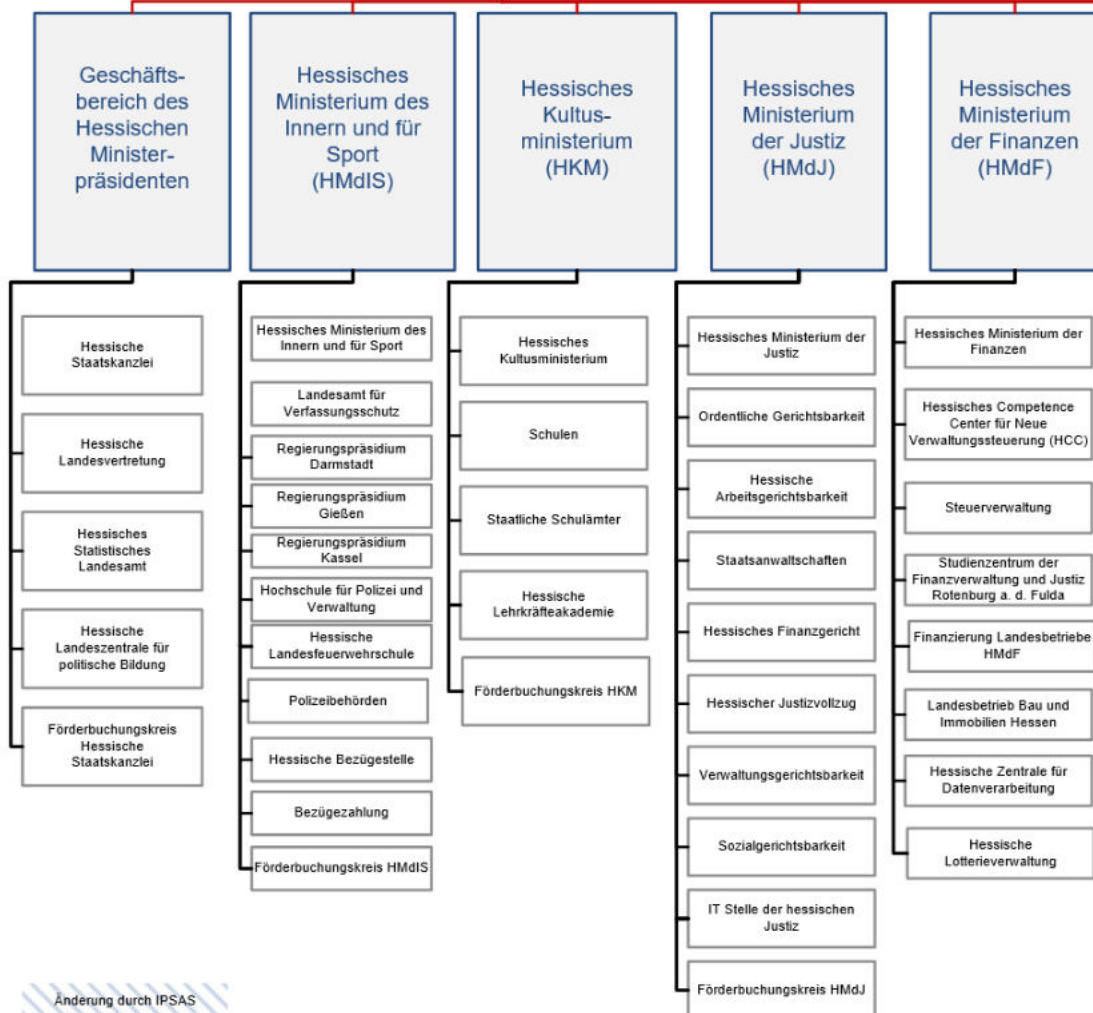 Geschäfts-
bereich des
Hessischen
Minister-
präsidenten
Hessisches
Ministerium des
Innern und für
Sport
(HMdIS)
Hessisches
Kultus-
ministerium
(HKM)
Hessisches
Ministerium
der Justiz
(HMdJ)
Hessisches
Ministerium
der Finanzen
(HMdF)
Hessische
Staatskanzlei
Hessische
Landesvertretung
Hessisches
Statistisches
Landesamt
Hessische
Landeszentrale für
politische Bildung
Förderbuchungskreis
Hessische
Staatskanzlei
Hessisches Ministerium des
Innern und für Sport
Landesamt für
Verfassungsschutz
Regierungspräsidium
Darmstadt
Regierungspräsidium
Gießen
Regierungspräsidium
Kassel
Hochschule für Polizei und
Verwaltung
Hessische
Landesfeuerwehrschule
Polizeibehörden
Hessische Bezügestelle
Bezügezahlung
Förderbuchungskreis HMdIS
Hessisches
Kultusministerium
Schulen
Staatliche Schulämter
Hessische
Lehrkräfteakademie
Förderbuchungskreis HKM
Hessisches Ministerium der
Justiz
Ordentliche Gerichtsbarkeit
Hessische
Arbeitsgerichtsbarkeit
Staatsanwaltschaften
Hessisches Finanzgericht
Hessischer Justizvollzug
Verwaltungsgerichtsbarkeit
Sozialgerichtsbarkeit
IT Stelle der hessischen
Justiz
Förderbuchungskreis HMdJ
Hessisches Ministerium der
Finanzen
Hessisches Competence
Center für Neue
Verwaltungssteuerung (HCC)
Steuerverwaltung
Studienzentrum der
Finanzverwaltung und Justiz
Rotenburg a. d. Fulda
Finanzierung Landesbetriebe
HMdF
Landesbetrieb Bau und
Immobilien Hessen
Hessische Zentrale für
Datenverarbeitung
Hessische
Lotterieverwaltung
Änderung durch IPSAS